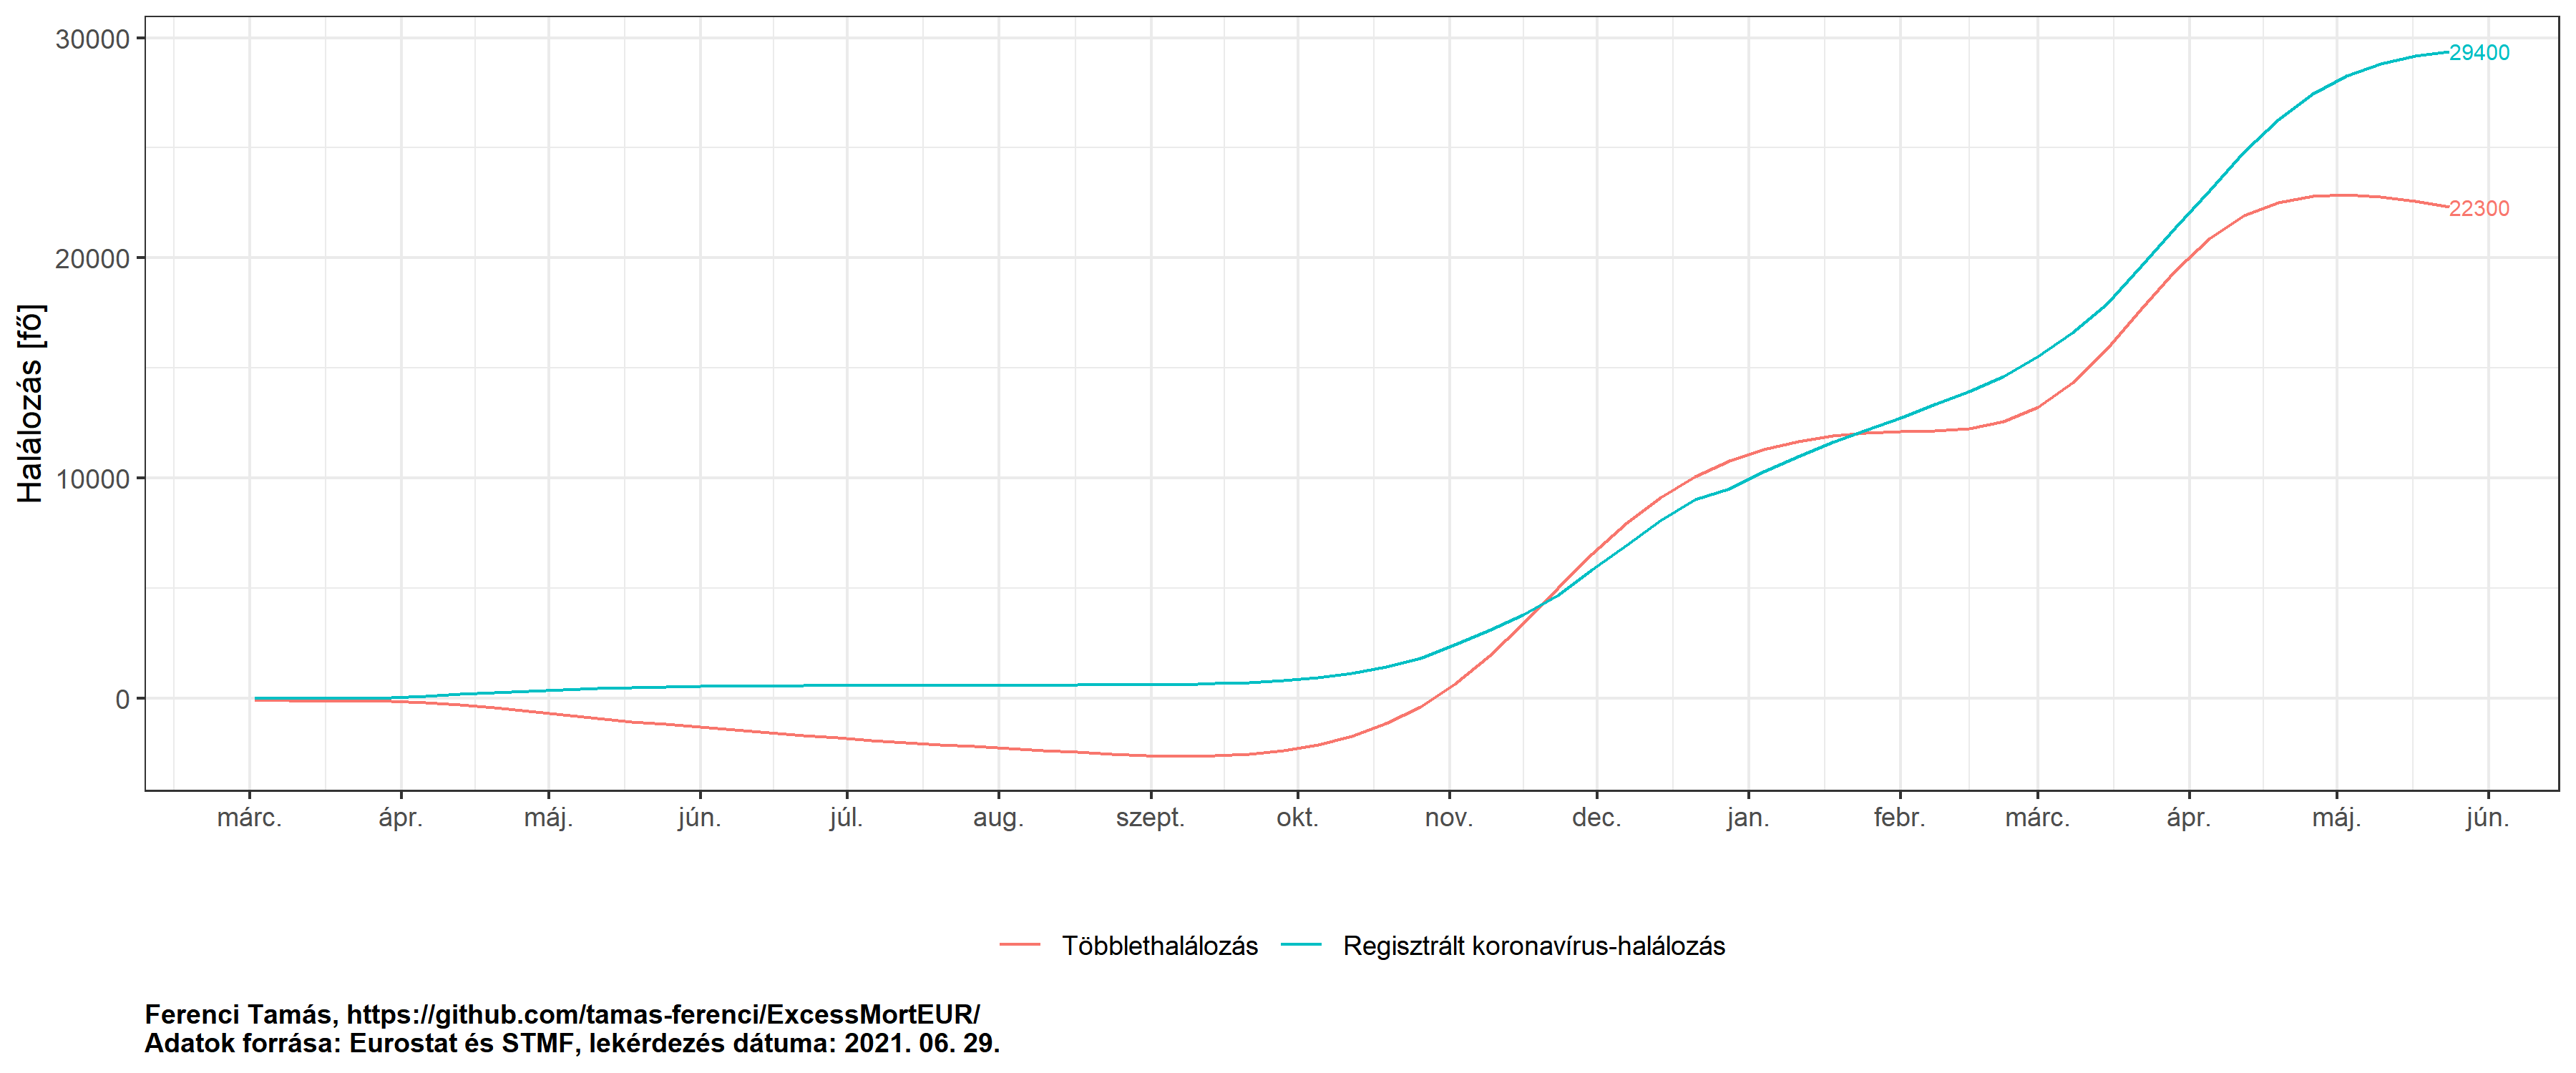 30000
20000
10000
0
Halálozás [fő]
29400
22300
márc. ápr. máj. jún. júl. aug. szept. okt. nov. dec. jan. febr. márc. ápr. máj. jún.
Többlethalálozás Regisztrált koronavírus-halálozás
Ferenci Tamás, https://github.com/tamas-ferenci/ExcessMortEUR/
Adatok forrása: Eurostat és STMF, lekérdezés dátuma: 2021. 06. 29.